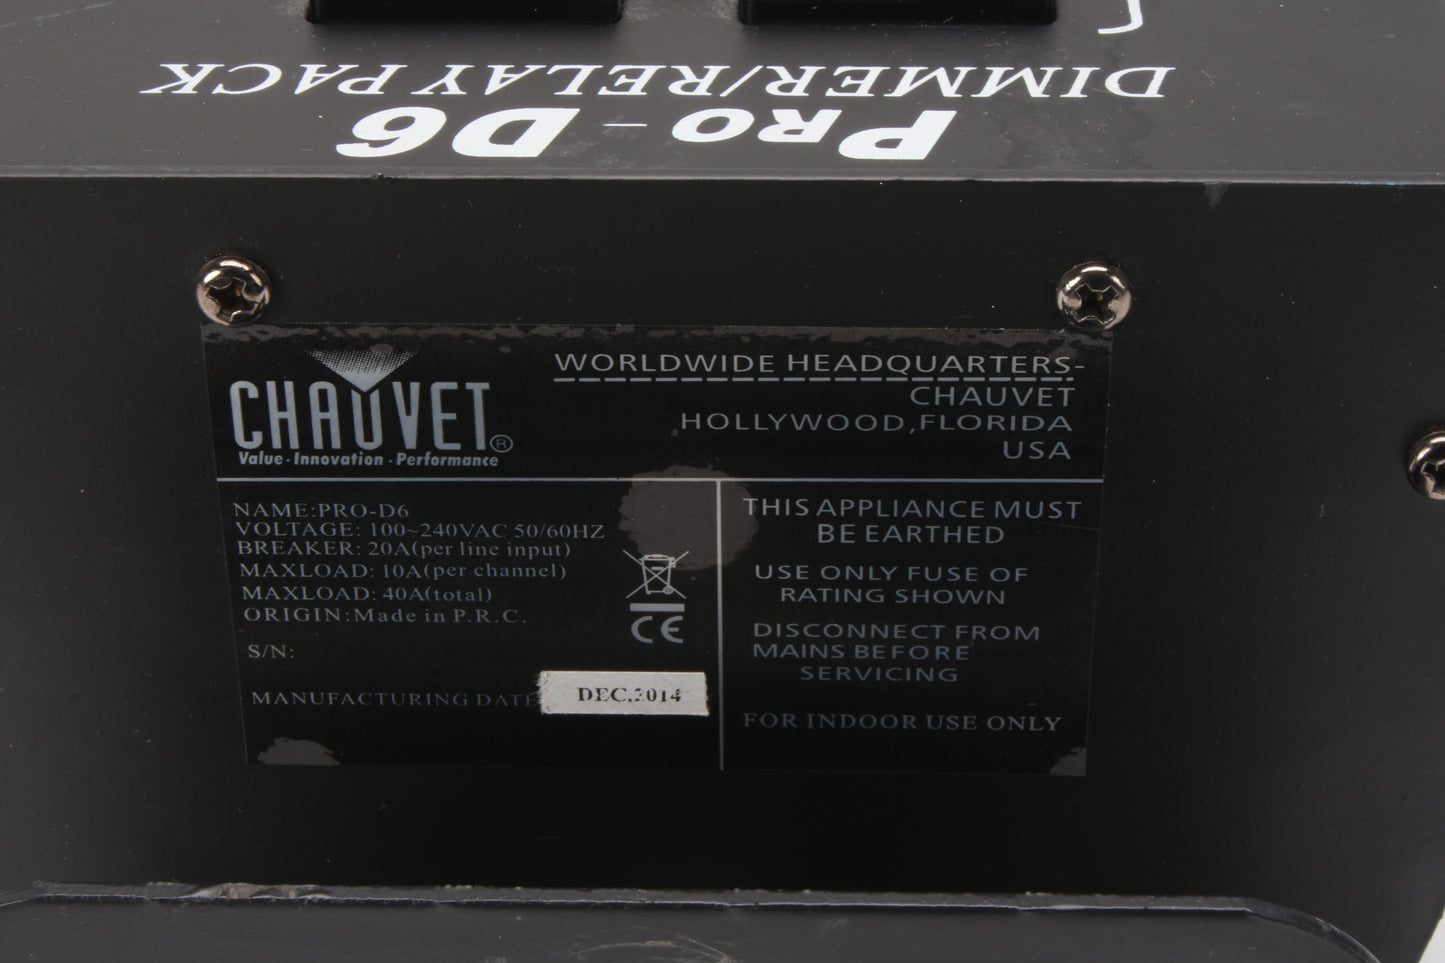 DIMMER/RELAY PACK
PRO-D6
CHAUVET®
Value·Innovation·Performance
WORLDWIDE HEADQUARTERS-
CHAUVET
HOLLYWOOD,FLORIDA
USA
NAME:PRO-D6
VOLTAGE: 100~240VAC 50/60HZ
BREAKER: 20A(per line input)
MAXLOAD: 10A(per channel)
MAXLOAD: 40A(total)
ORIGIN:Made in P.R.C.
S/N:
MANUFACTURING DATE
DEC.2014
CE
THIS APPLIANCE MUST
BE EARTHED
USE ONLY FUSE OF
RATING SHOWN
DISCONNECT FROM
MAINS BEFORE
SERVICING
FOR INDOOR USE ONLY